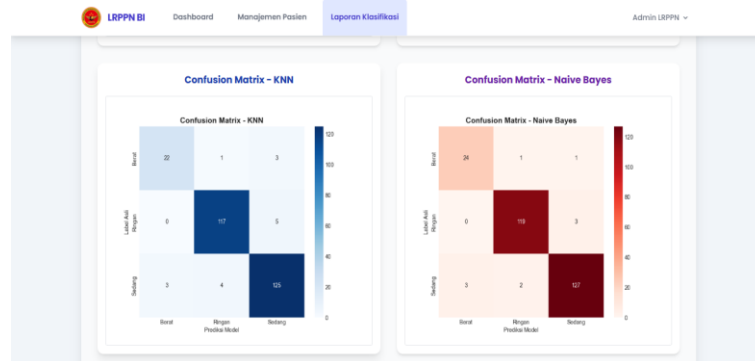 LRPPN BI Dashboard Manajemen Pasien Laporan Klasifikasi Admin LRPPN
Confusion Matrix - KNN
Confusion Matrix - KNN
Berat 22 1 3
Label Asli
Ringan 0 117 5
Sedang 3 4 125
120
100
80
60
40
20
0
Berat Ringan Sedang
Prediksi Model
Confusion Matrix - Naive Bayes
Confusion Matrix - Naive Bayes
Berat 24 1 1
Label Asli
Ringan 0 119 3
Sedang 3 2 127
120
100
80
60
40
20
0
Berat Ringan Sedang
Prediksi Model